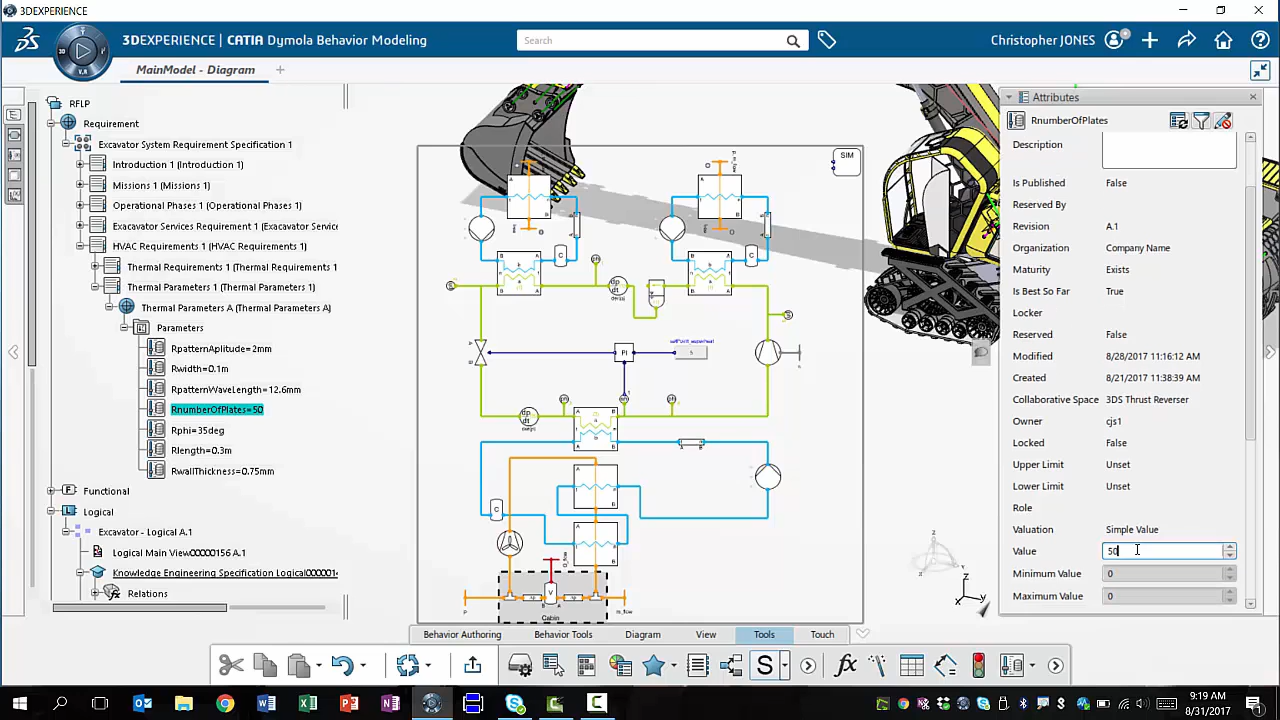 3DEXPERIENCE
3DEXPERIENCE | CATIA Dymola Behavior Modeling
Search
Christopher JONES
MainModel - Diagram
RFLP
Requirement
Excavator System Requirement Specification 1
Introduction 1 (Introduction 1)
Missions 1 (Missions 1)
Operational Phases 1 (Operational Phases 1)
Excavator Services Requirements 1 (Excavator Service
HVAC Requirements 1 (HVAC Requirements 1)
Thermal Requirements 1 (Thermal Requirements 1
Thermal Parameters 1 (Thermal Parameters 1)
Thermal Parameters A (Thermal Parameters A)
Parameters
RpatternAplitude=2mm
Rwidth=0.1m
RpatternWaveLength=12.6mm
RnumberOfPlates=50
Rphi=35deg
Rlength=0.3m
RwallThickness=0.75mm
Functional
Logical
Excavator - Logical A.1
Logical Main View00000156 A.1
Knowledge Engineering Specification Logical0000014
Relations
SIM
C
C
PI
5
C
V
Cabin
Attributes
RnumberOfPlates
Description
Is Published False
Reserved By
Revision A.1
Organization Company Name
Maturity Exists
Is Best So Far True
Locker
Reserved False
Modified 8/28/2017 11:16:12 AM
Created 8/21/2017 11:38:39 AM
Collaborative Space 3DS Thrust Reverser
Owner cjs1
Locked False
Upper Limit Unset
Lower Limit Unset
Role
Valuation Simple Value
Value 50
Minimum Value 0
Maximum Value 0
Behavior Authoring Behavior Tools Diagram View Tools Touch
9:19 AM
8/31/2017